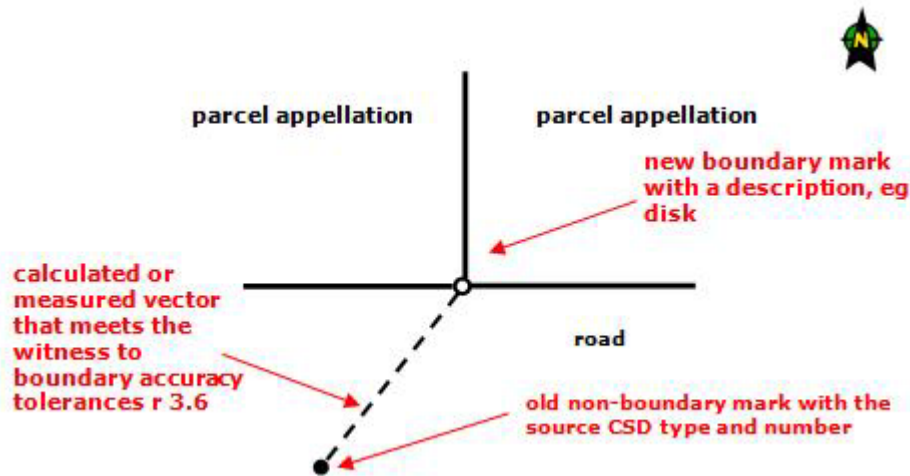 N
parcel appellation
parcel appellation
new boundary mark
with a description, eg
disk
calculated or
measured vector
that meets the
witness to
boundary accuracy
tolerances r 3.6
road
old non-boundary mark with the
source CSD type and number